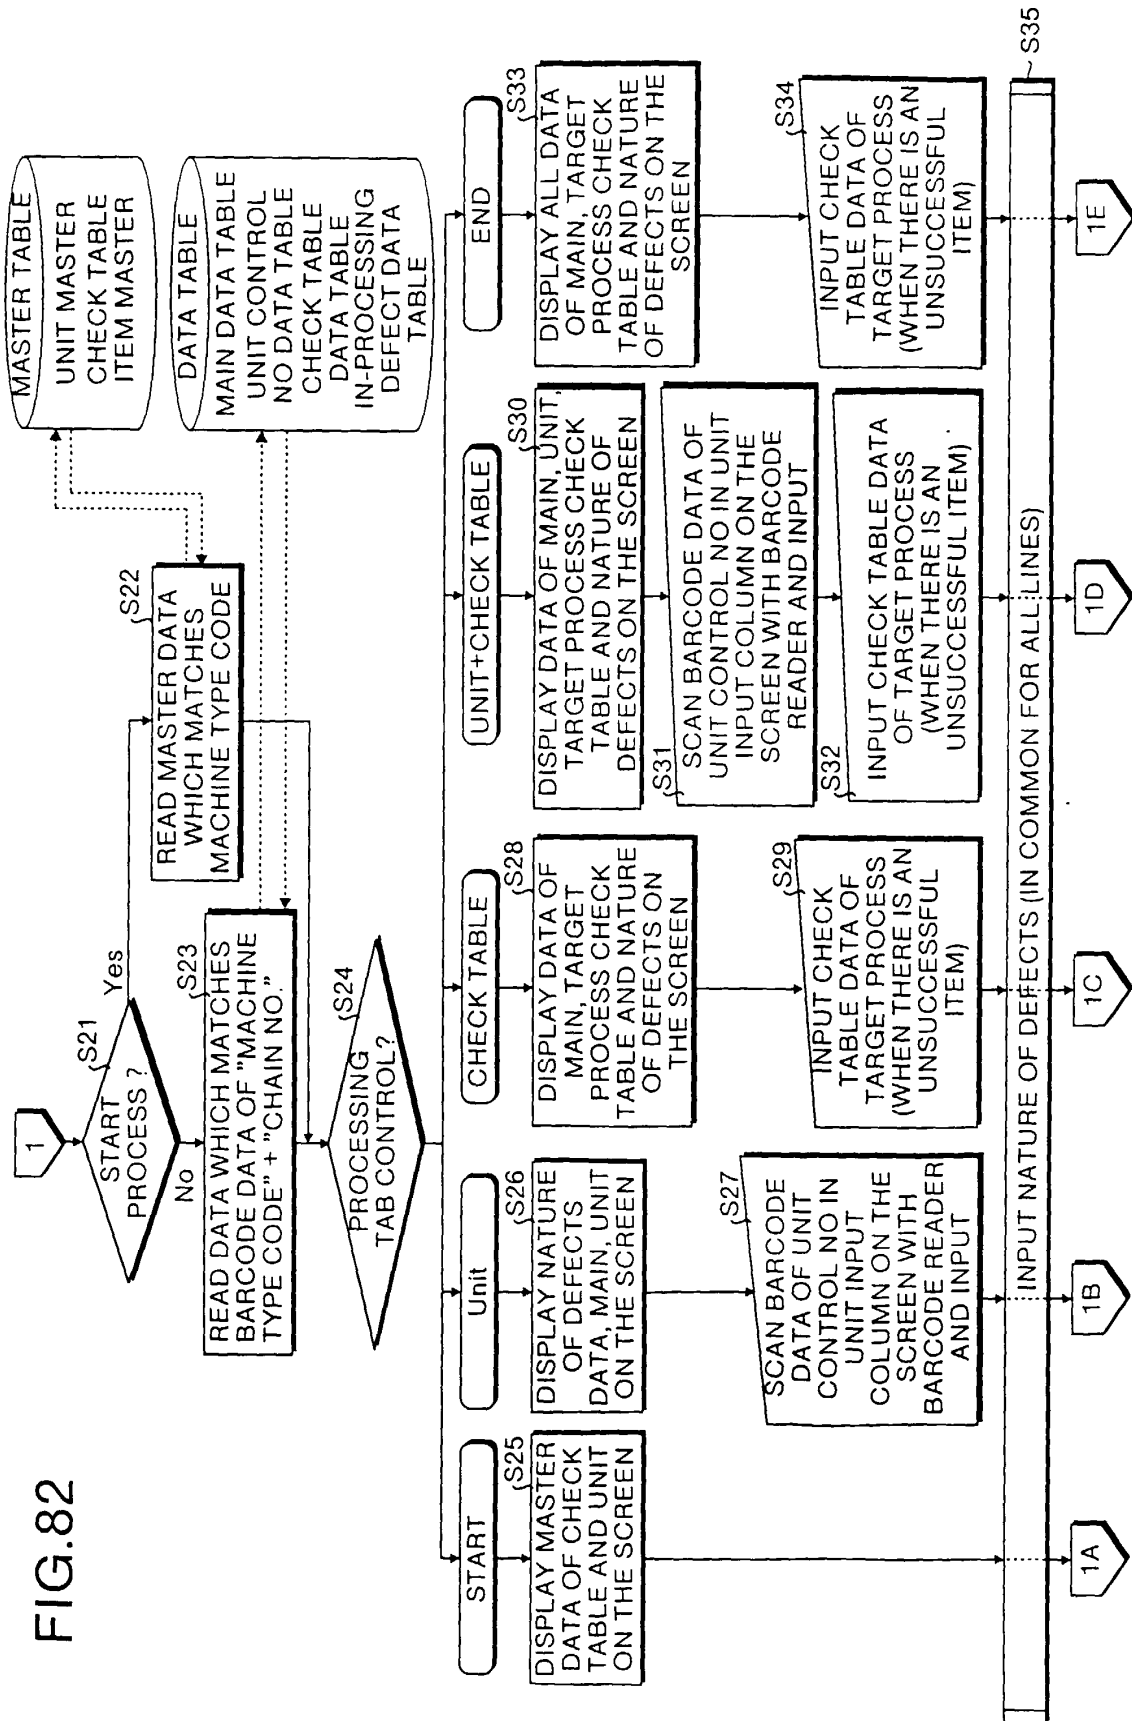 FIG.82
1
START
PROCESS ?
S21
Yes
No
READ MASTER DATA
WHICH MATCHES
MACHINE TYPE CODE
S22
MASTER TABLE
UNIT MASTER
CHECK TABLE
ITEM MASTER
READ DATA WHICH MATCHES
BARCODE DATA OF "MACHINE
TYPE CODE" + "CHAIN NO."
S23
DATA TABLE
MAIN DATA TABLE
UNIT CONTROL
NO DATA TABLE
CHECK TABLE
DATA TABLE
IN-PROCESSING
DEFECT DATA
TABLE
PROCESSING
TAB CONTROL?
S24
START
DISPLAY MASTER
DATA OF CHECK
TABLE AND UNIT
ON THE SCREEN
S25
Unit
DISPLAY NATURE
OF DEFECTS
DATA, MAIN, UNIT
ON THE SCREEN
S26
SCAN BARCODE
DATA OF UNIT
CONTROL NO IN
UNIT INPUT
COLUMN ON THE
SCREEN WITH
BARCODE READER
AND INPUT
S27
CHECK TABLE
DISPLAY DATA OF
MAIN, TARGET
PROCESS CHECK
TABLE AND NATURE
OF DEFECTS ON
THE SCREEN
S28
INPUT CHECK
TABLE DATA OF
TARGET PROCESS
(WHEN THERE IS AN
UNSUCCESSFUL
ITEM)
S29
UNIT+CHECK TABLE
DISPLAY DATA OF MAIN, UNIT,
TARGET PROCESS CHECK
TABLE AND NATURE OF
DEFECTS ON THE SCREEN
S30
SCAN BARCODE DATA OF
UNIT CONTROL NO IN UNIT
INPUT COLUMN ON THE
SCREEN WITH BARCODE
READER AND INPUT
S31
INPUT CHECK TABLE DATA
OF TARGET PROCESS
(WHEN THERE IS AN
UNSUCCESSFUL ITEM)
S32
END
DISPLAY ALL DATA
OF MAIN, TARGET
PROCESS CHECK
TABLE AND NATURE
OF DEFECTS ON THE
SCREEN
S33
INPUT CHECK
TABLE DATA OF
TARGET PROCESS
(WHEN THERE IS AN
UNSUCCESSFUL
ITEM)
S34
INPUT NATURE OF DEFECTS (IN COMMON FOR ALL LINES)
S35
1A
1B
1C
1D
1E